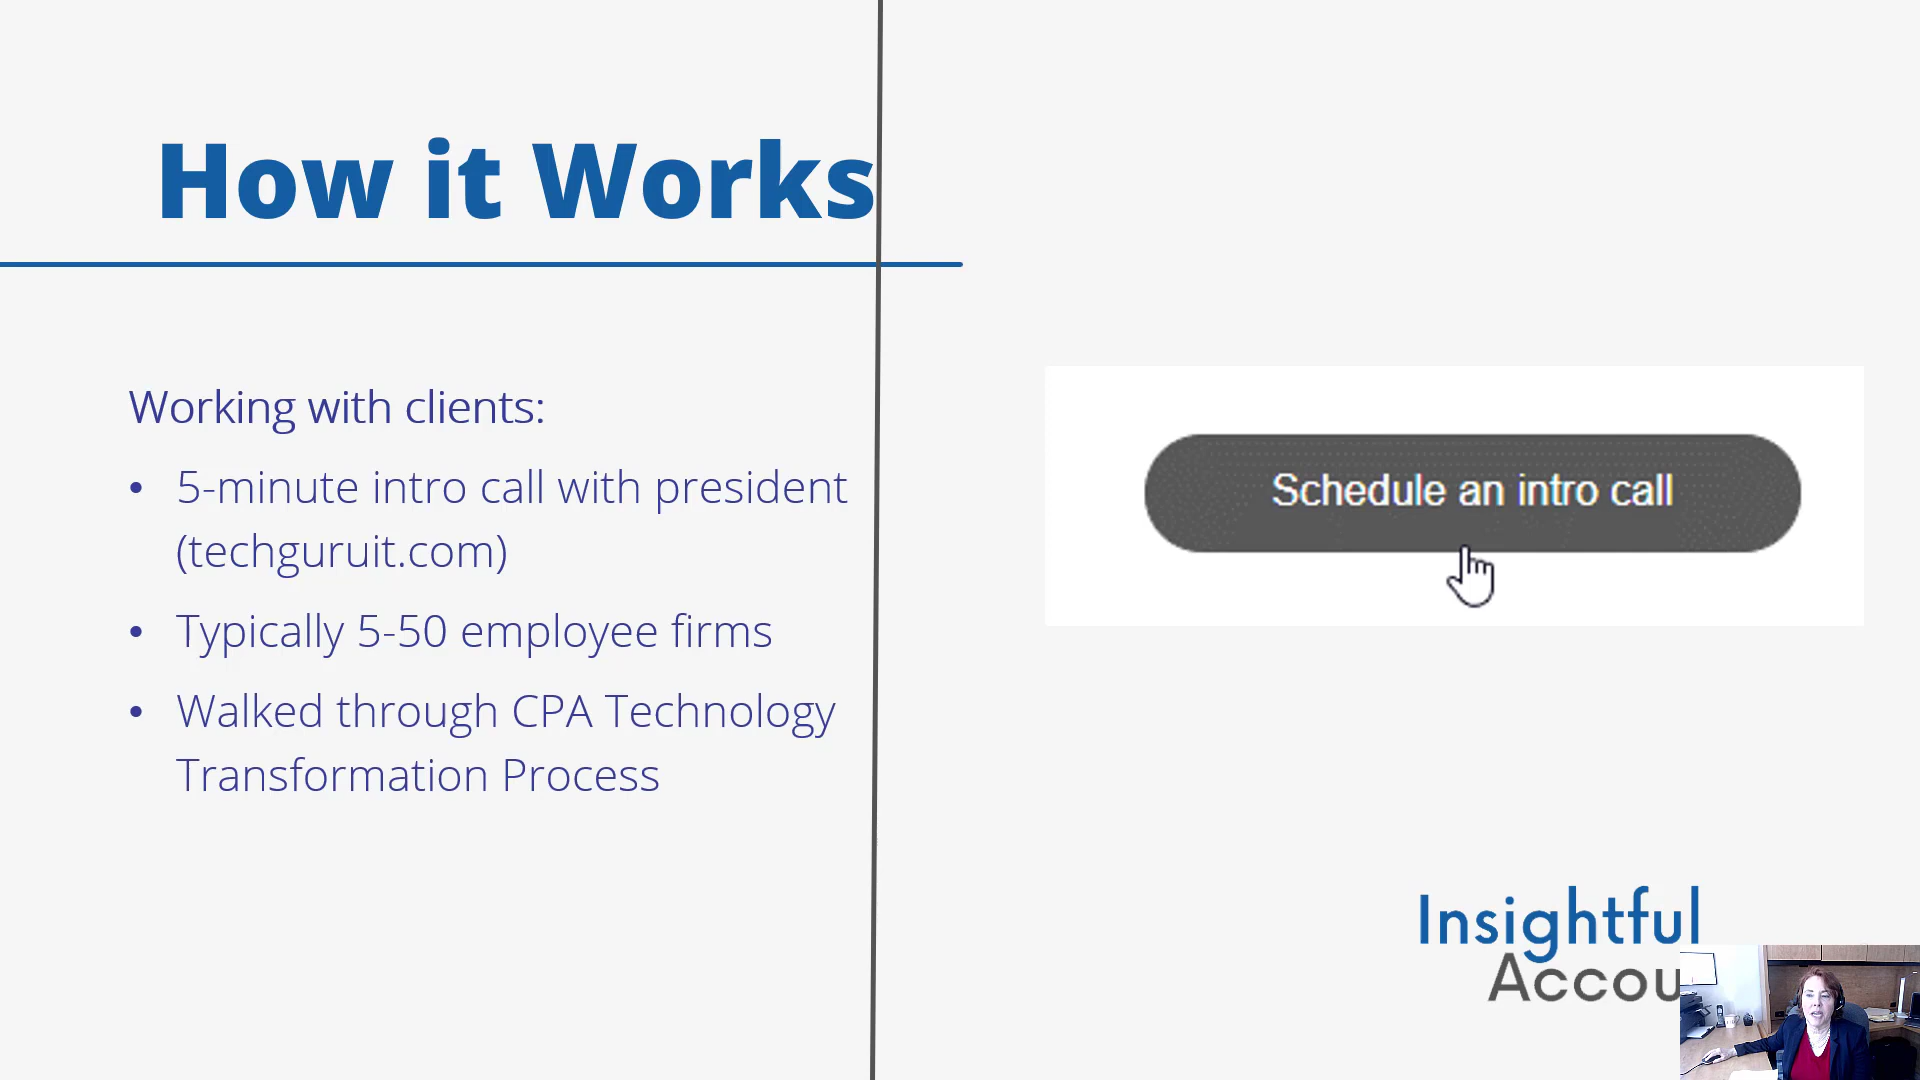 How it Works
Working with clients:
• 5-minute intro call with president
(techguruit.com)
• Typically 5-50 employee firms
• Walked through CPA Technology
Transformation Process
Schedule an intro call
Insightful
Accou